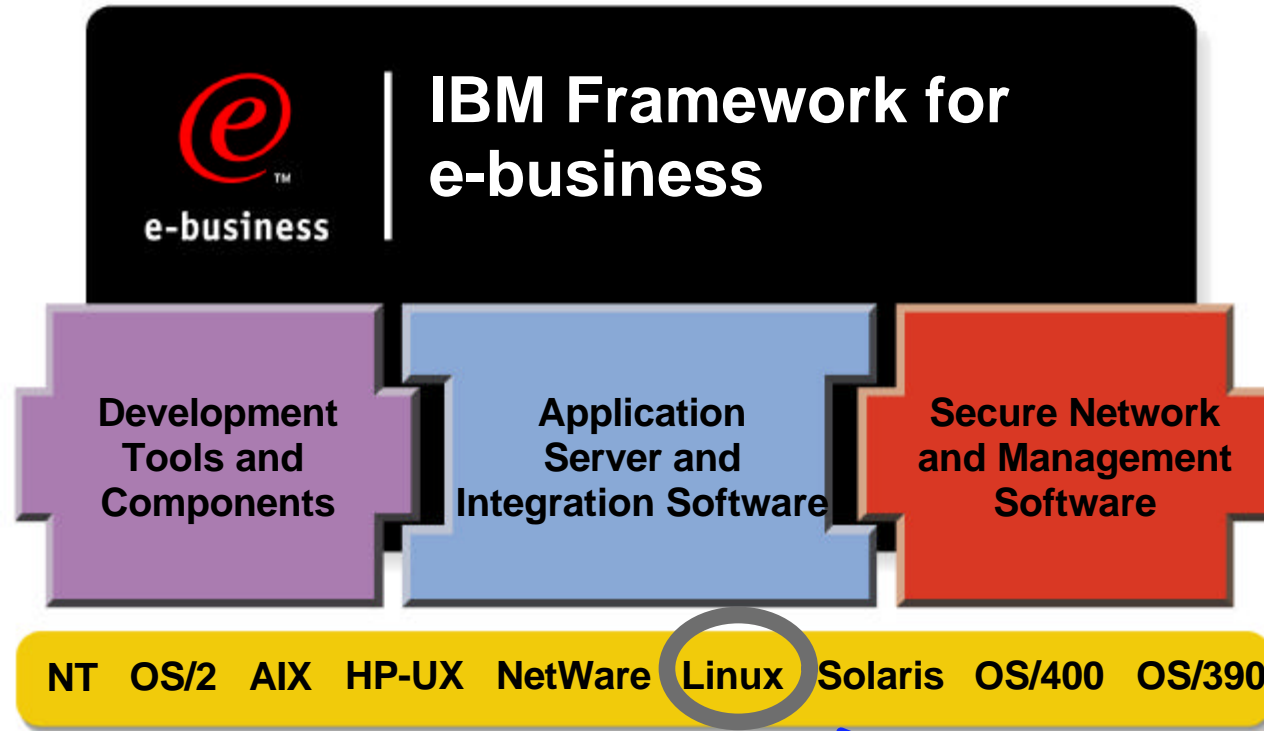 IBM Framework for
e-business
e
TM
e-business
Development
Tools and
Components
Application
Server and
Integration Software
Secure Network
and Management
Software
NT OS/2 AIX HP-UX NetWare Linux Solaris OS/400 OS/390